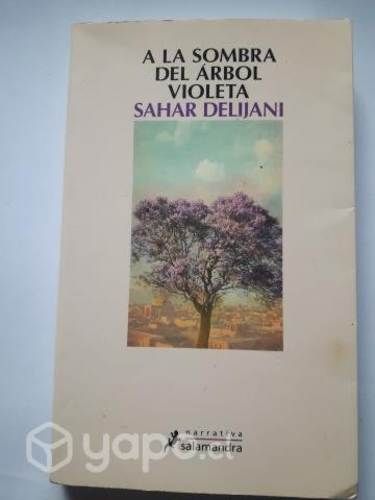 A LA SOMBRA
DEL ÁRBOL
VIOLETA
SAHAR DELIJANI
narrativa
salamandra
yapo.cl